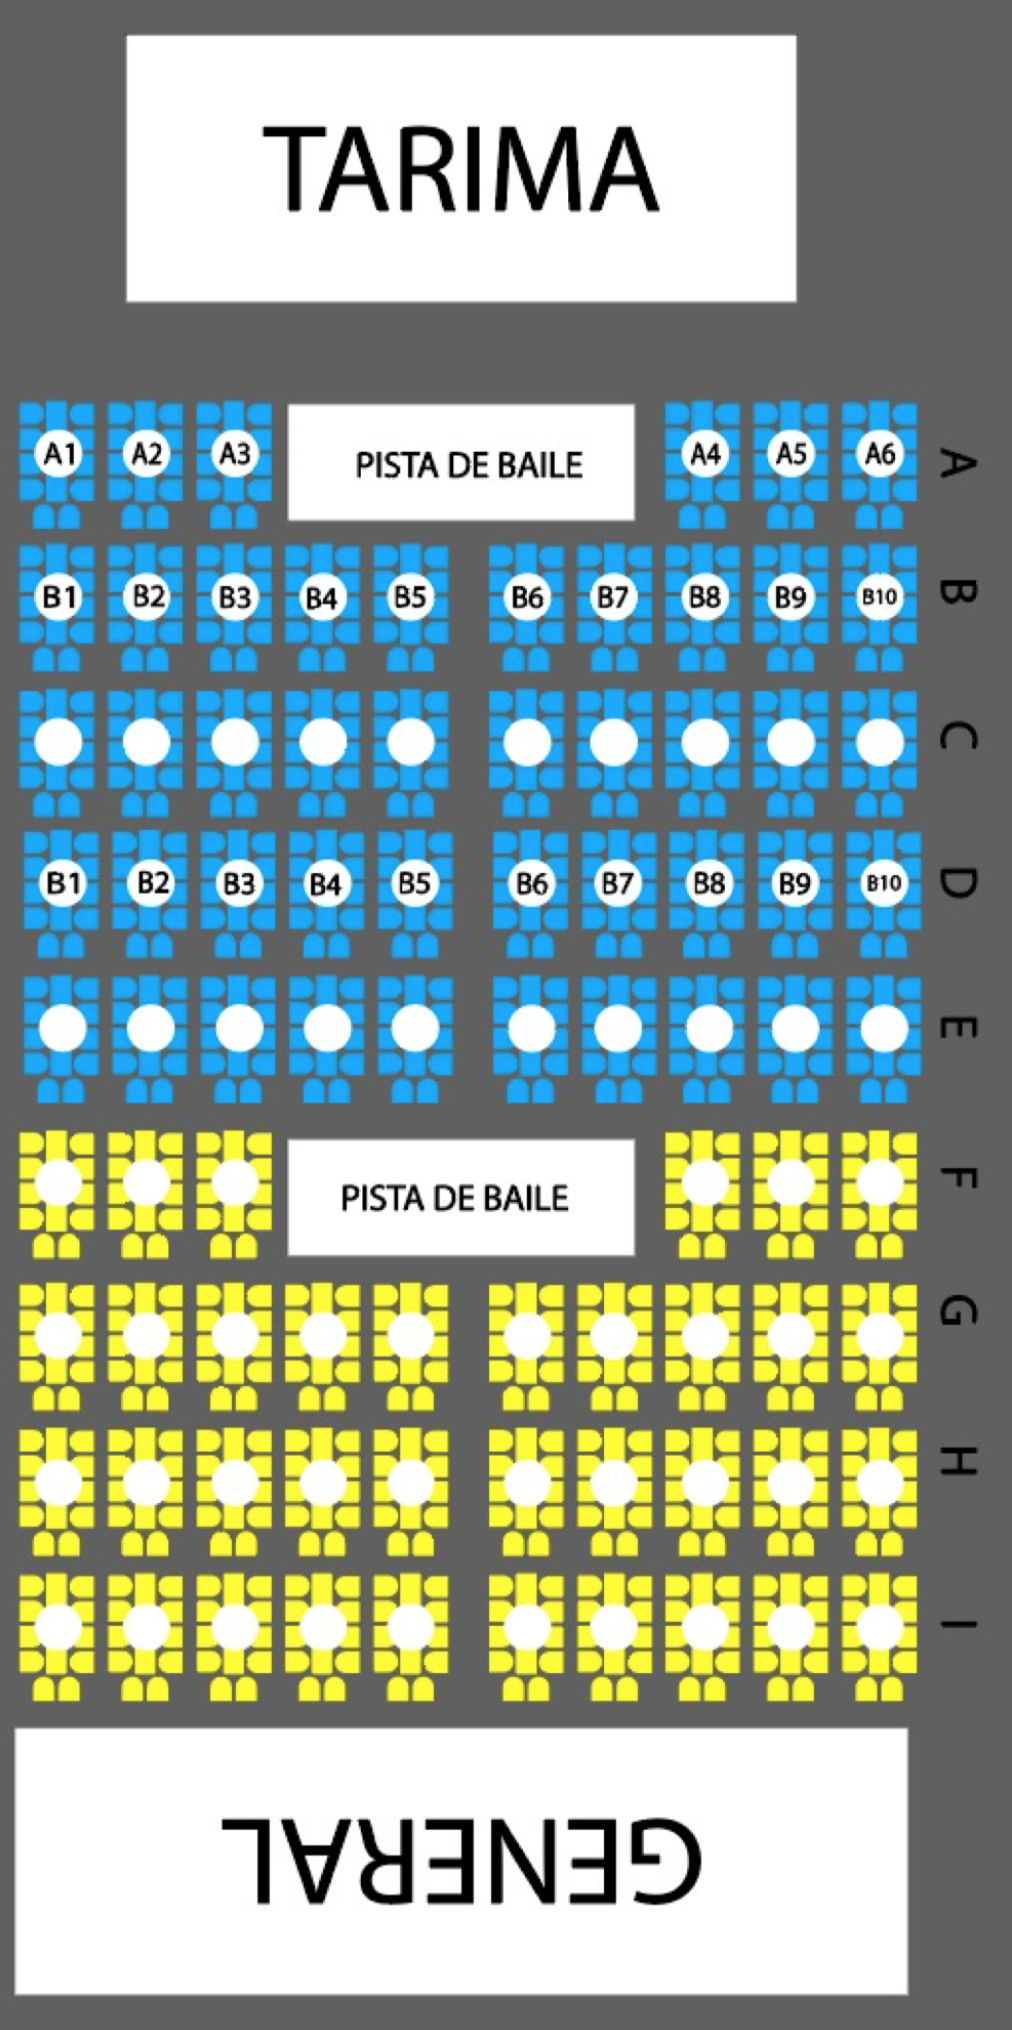 TARIMA
A1 A2 A3 PISTA DE BAILE A4 A5 A6 A
B1 B2 B3 B4 B5 B6 B7 B8 B9 B10 B
C
B1 B2 B3 B4 B5 B6 B7 B8 B9 B10 D
E
PISTA DE BAILE F
G
H
I
GENERAL